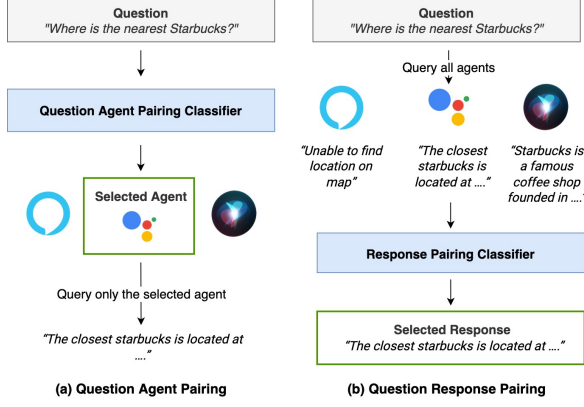 Question
"Where is the nearest Starbucks?"
Question Agent Pairing Classifier
Selected Agent
Query only the selected agent
"The closest starbucks is located at
...."
(a) Question Agent Pairing
Question
"Where is the nearest Starbucks?"
Query all agents
"Unable to find
location on
map"
"The closest
starbucks is
located at ...."
"Starbucks is
a famous
coffee shop
founded in ...."
Response Pairing Classifier
Selected Response
"The closest starbucks is located at ...."
(b) Question Response Pairing